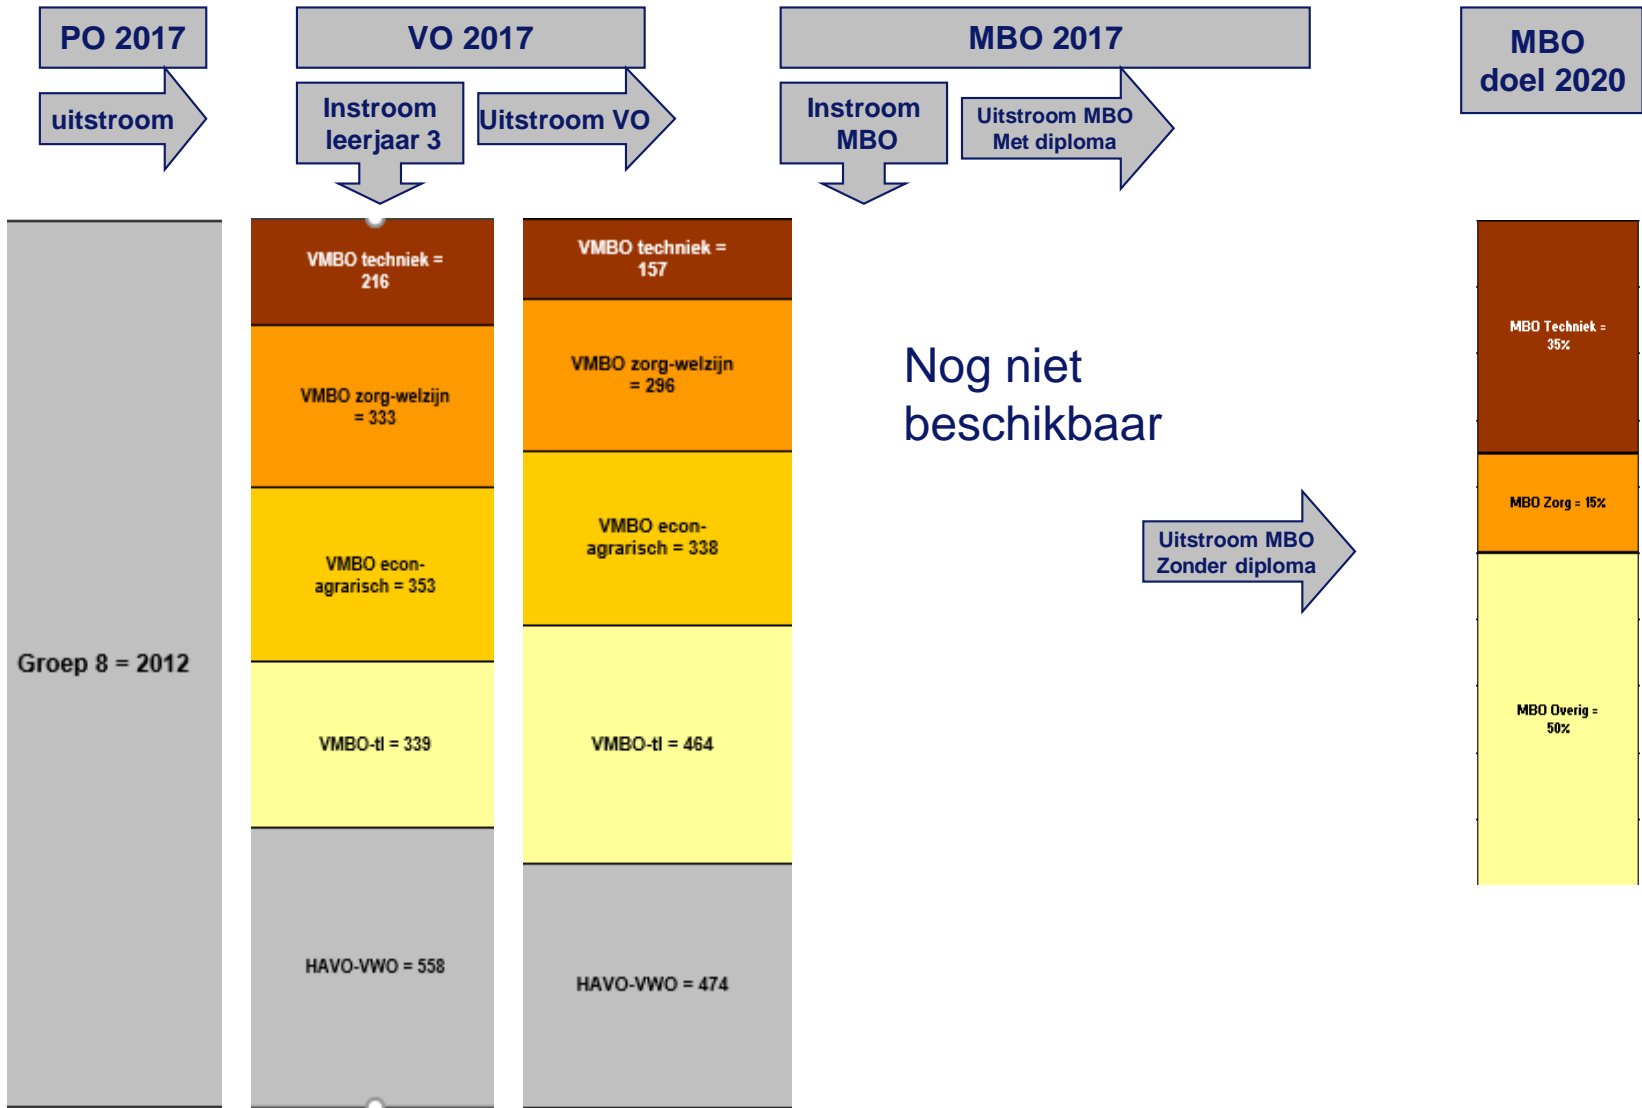 PO 2017
VO 2017
MBO 2017
MBO
doel 2020
uitstroom
Instroom
leerjaar 3
Uitstroom VO
Instroom
MBO
Uitstroom MBO
Met diploma
Groep 8 = 2012
VMBO techniek =
216
VMBO zorg-welzijn
= 333
VMBO econ-
agrarisch = 353
VMBO-tl = 339
HAVO-VWO = 558
VMBO techniek =
157
VMBO zorg-welzijn
= 296
VMBO econ-
agrarisch = 338
VMBO-tl = 464
HAVO-VWO = 474
Nog niet
beschikbaar
Uitstroom MBO
Zonder diploma
MBO Techniek =
35%
MBO Zorg = 15%
MBO Overig =
50%